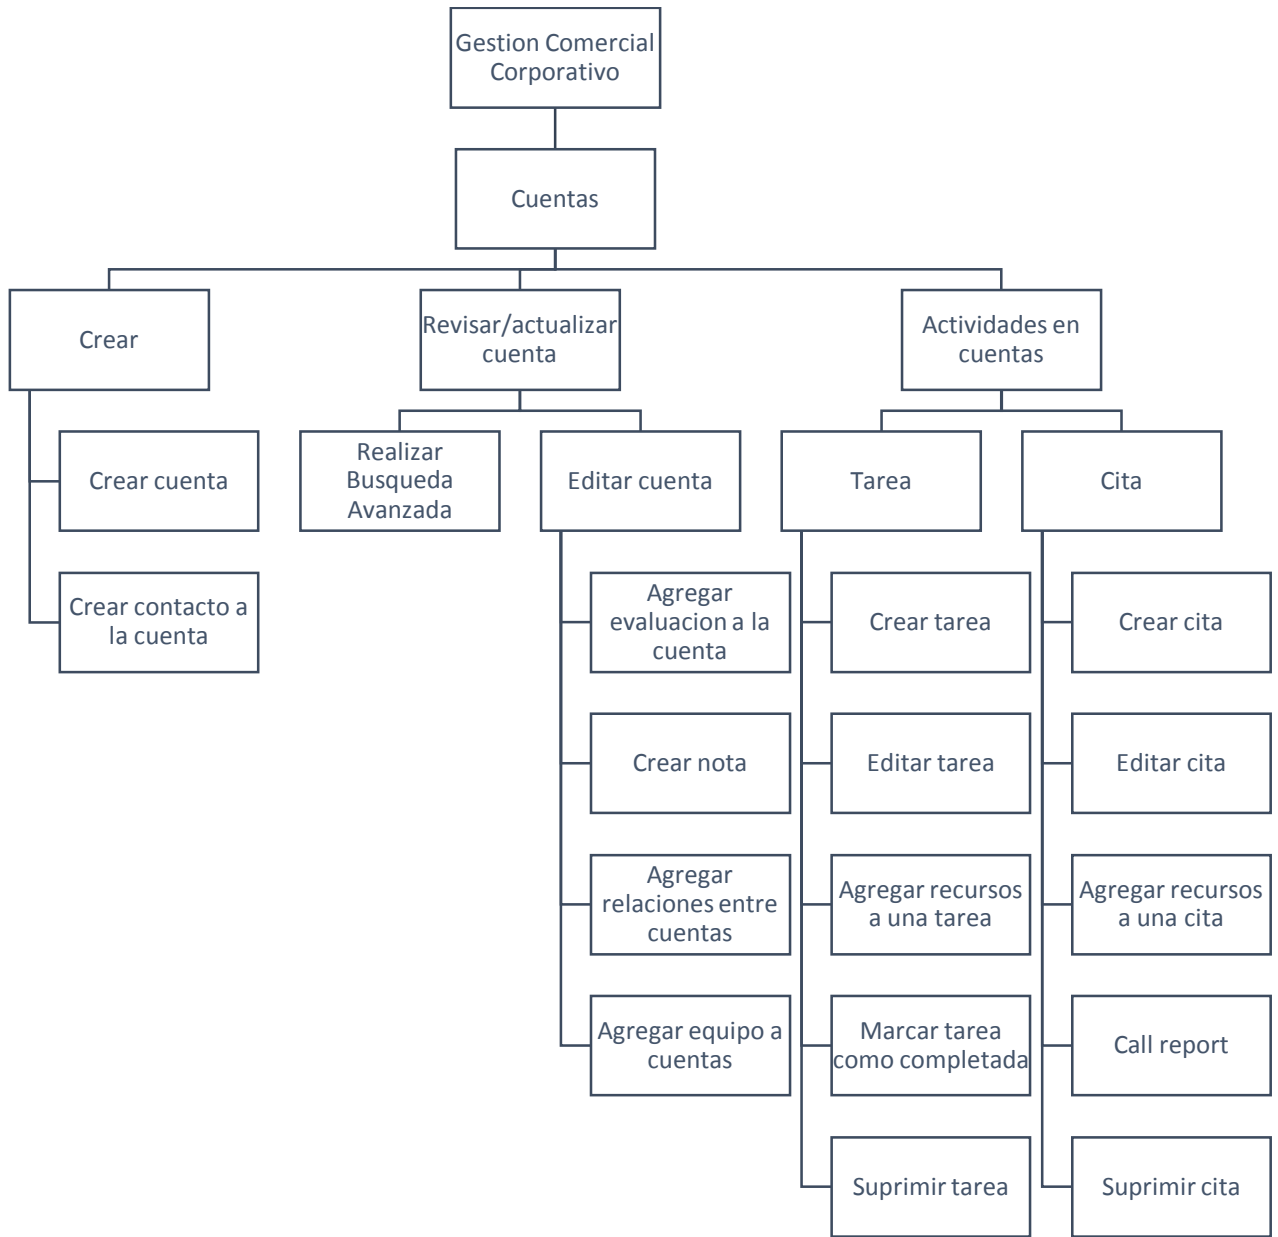 Gestion Comercial
Corporativo
Cuentas
Crear
Revisar/actualizar
cuenta
Actividades en
cuentas
Crear cuenta
Crear contacto a
la cuenta
Realizar
Busqueda
Avanzada
Editar cuenta
Agregar
evaluacion a la
cuenta
Crear nota
Agregar
relaciones entre
cuentas
Agregar equipo a
cuentas
Tarea
Crear tarea
Editar tarea
Agregar recursos
a una tarea
Marcar tarea
como completada
Suprimir tarea
Cita
Crear cita
Editar cita
Agregar recursos
a una cita
Call report
Suprimir cita